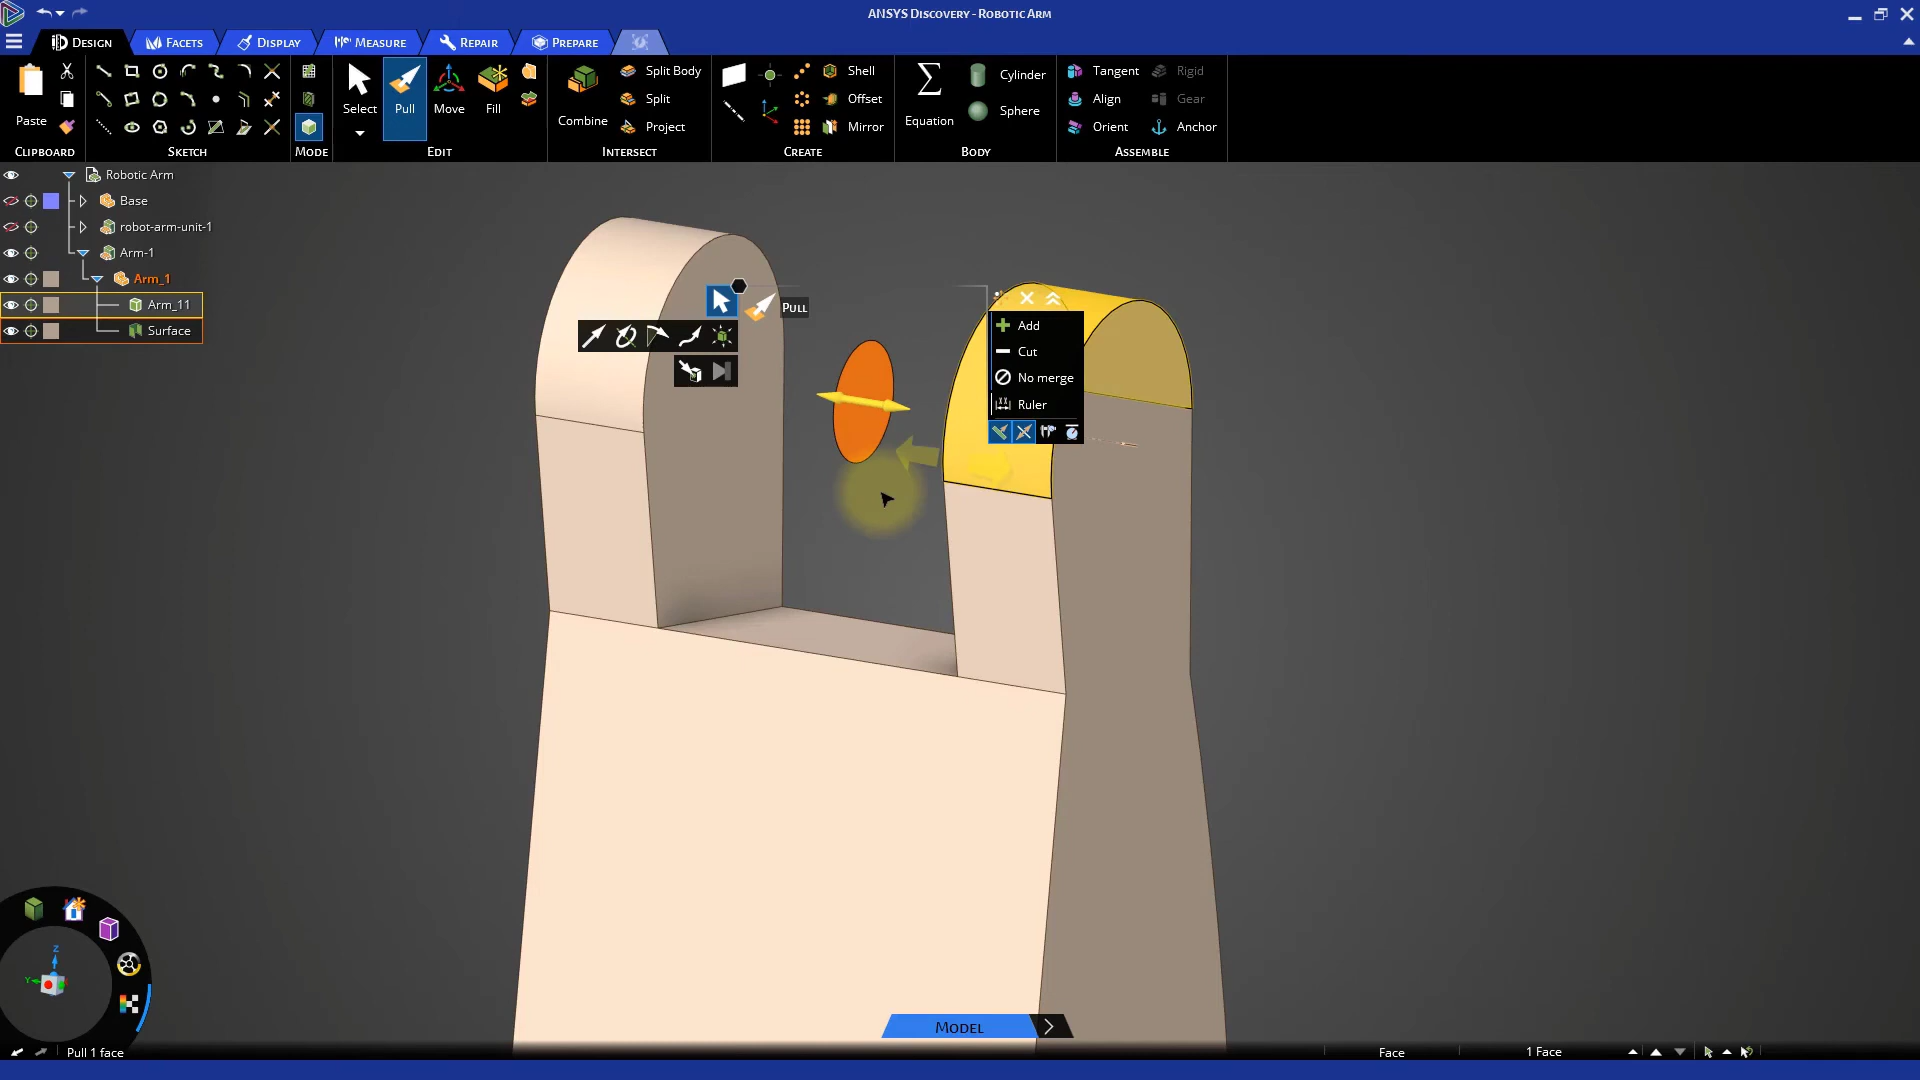 ANSYS Discovery - Robotic Arm
Design
Facets
Display
Measure
Repair
Prepare
Paste
Clipboard
Sketch
Mode
Select
Pull
Move
Fill
Edit
Combine
Split Body
Split
Project
Intersect
Shell
Offset
Mirror
Create
Equation
Cylinder
Sphere
Body
Tangent
Align
Orient
Rigid
Gear
Anchor
Assemble
Robotic Arm
Base
robot-arm-unit-1
Arm-1
Arm_1
Arm_11
Surface
Pull
Add
Cut
No merge
Ruler
Z
Y
Model
Pull 1 face
Face
1 Face